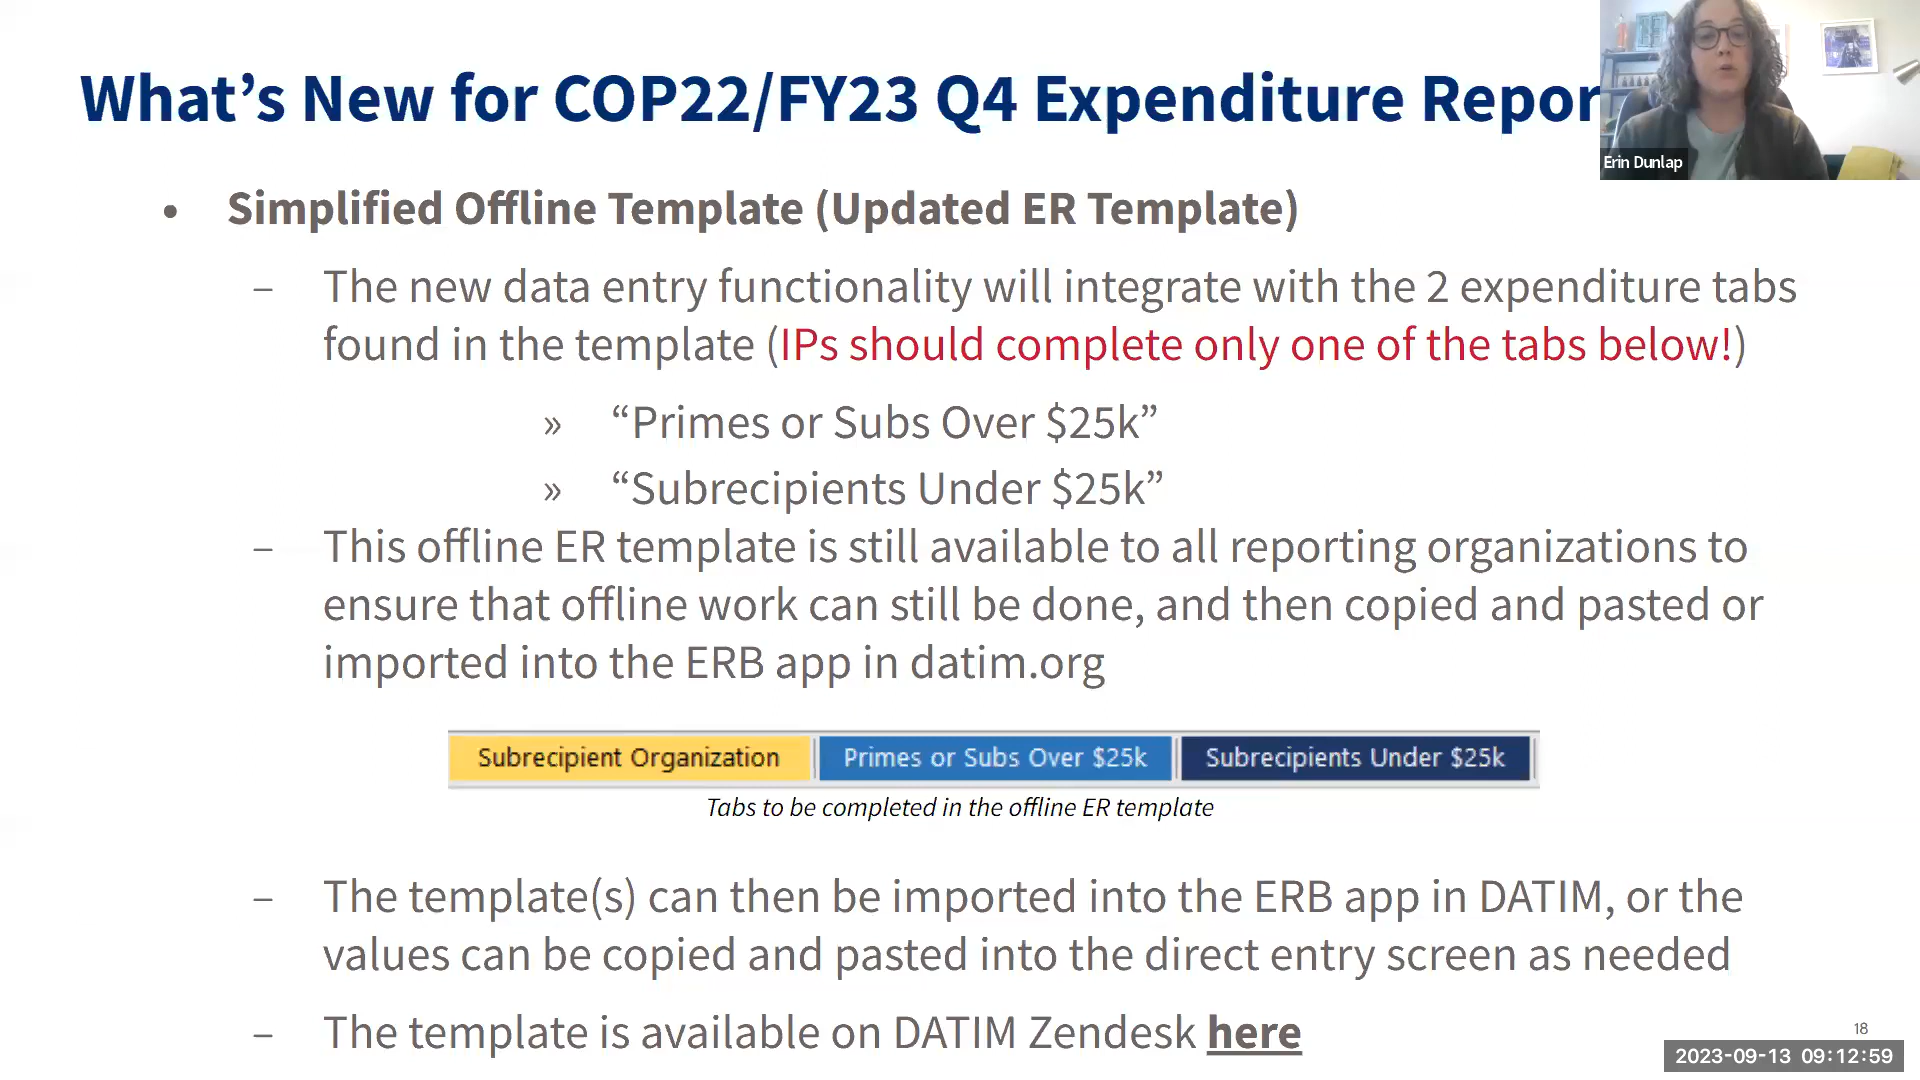 What’s New for COP22/FY23 Q4 Expenditure Repor
Erin Dunlap
• Simplified Offline Template (Updated ER Template)
– The new data entry functionality will integrate with the 2 expenditure tabs
found in the template (IPs should complete only one of the tabs below!)
» “Primes or Subs Over $25k”
» “Subrecipients Under $25k”
– This offline ER template is still available to all reporting organizations to
ensure that offline work can still be done, and then copied and pasted or
imported into the ERB app in datim.org
Subrecipient Organization Primes or Subs Over $25k Subrecipients Under $25k
Tabs to be completed in the offline ER template
– The template(s) can then be imported into the ERB app in DATIM, or the
values can be copied and pasted into the direct entry screen as needed
– The template is available on DATIM Zendesk here
18
2023-09-13 09:12:59